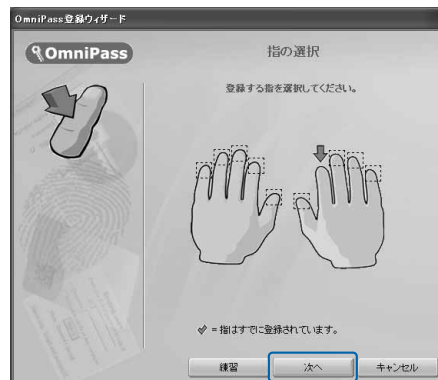 OmniPass登録ウィザード
OmniPass
指の選択
登録する指を選択してください。
= 指はすでに登録されています。
練習
次へ
キャンセル